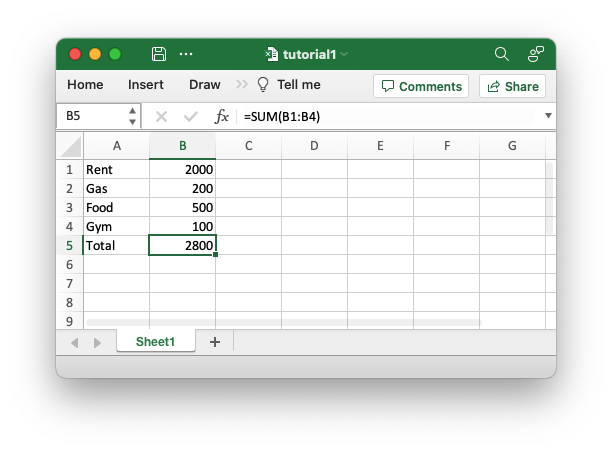 tutorial1
Home Insert Draw Tell me Comments Share
B5 fx =SUM(B1:B4)
A B C D E F G
1 Rent 2000
2 Gas 200
3 Food 500
4 Gym 100
5 Total 2800
6
7
8
9
Sheet1